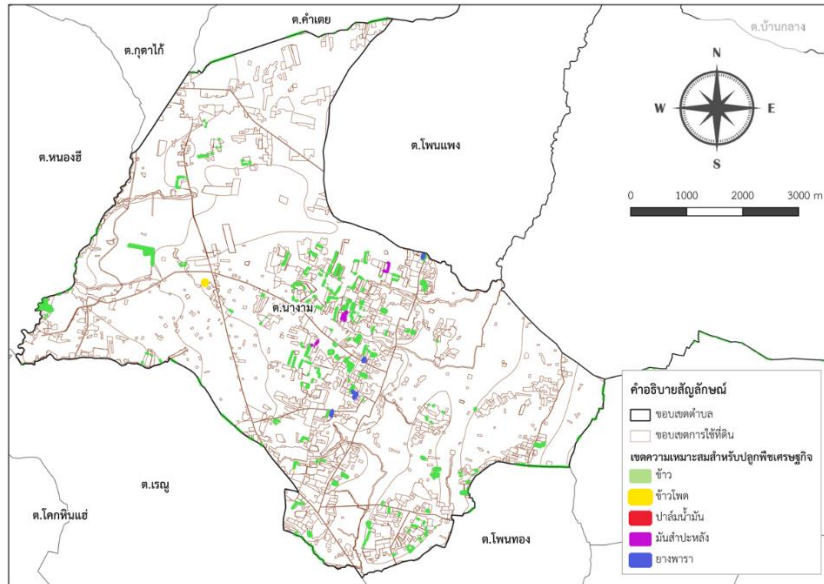 ต.คำเตย
ต.บ้านกลาง
ต.กุตาไก้
N
W
E
S
ต.โพนแพง
ต.หนองฮี
0 1000 2000 3000 m
ต.นางาม
คำอธิบายสัญลักษณ์
ขอบเขตตำบล
ขอบเขตการใช้ที่ดิน
เขตความเหมาะสมสำหรับปลูกพืชเศรษฐกิจ
ข้าว
ข้าวโพด
ปาล์มน้ำมัน
มันสำปะหลัง
ยางพารา
ต.เรณู
ต.โคกหินแฮ่
ต.โพนทอง